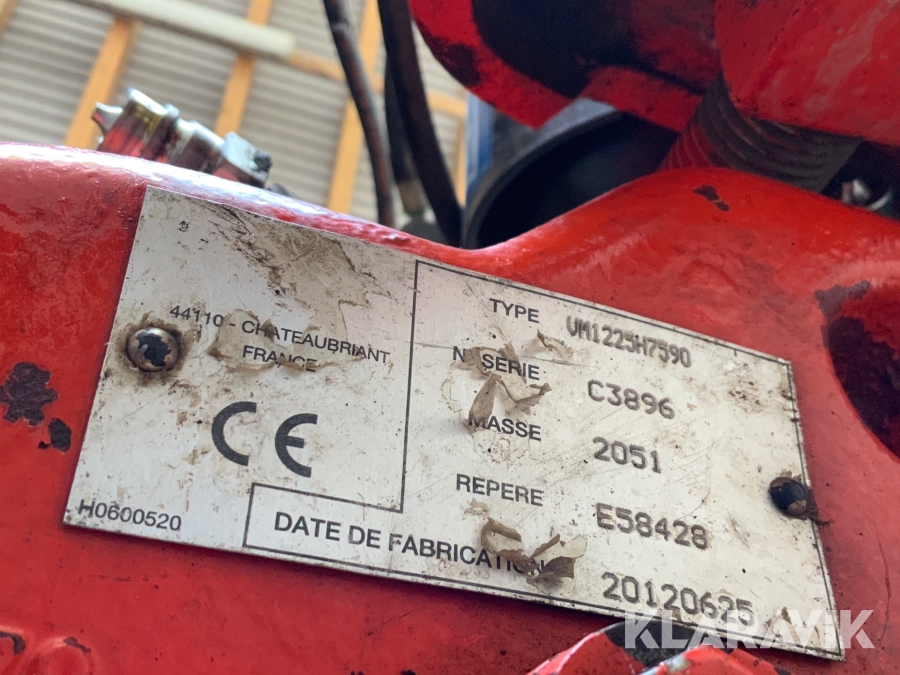 44110 - CHATEAUBRIANT
FRANCE
CE
H0600520
TYPE VM1225H7590
N° SERIE C3896
MASSE 2051
REPERE E58428
DATE DE FABRICATION 20120625
KLARAVIK